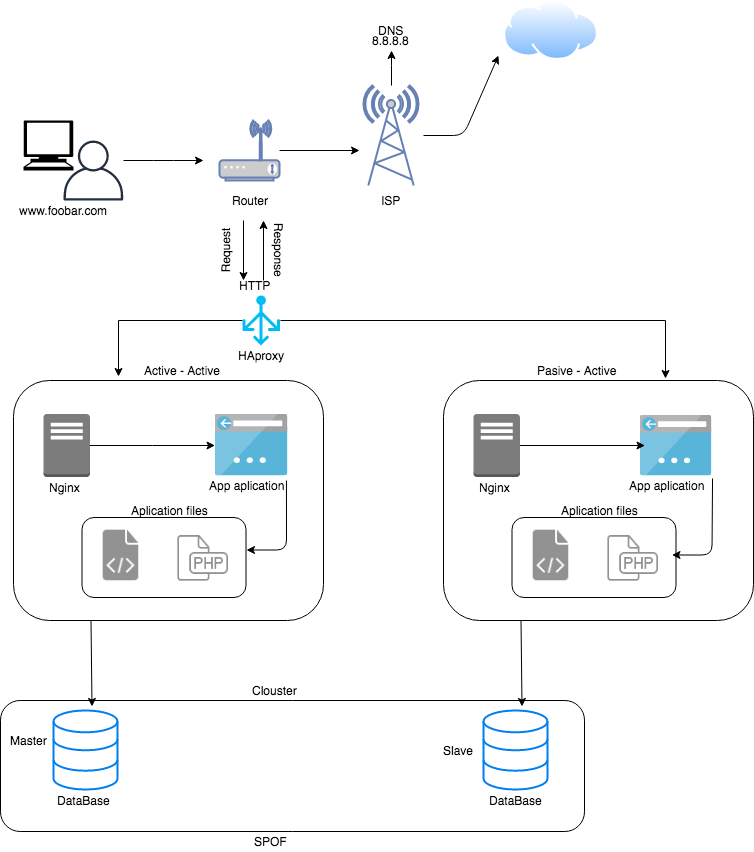 DNS
8.8.8.8
www.foobar.com
Router
ISP
Request
Response
HTTP
HAproxy
Active - Active
Pasive - Active
Nginx
App aplication
Nginx
App aplication
Aplication files
PHP
Aplication files
PHP
Clouster
Master
Slave
DataBase
DataBase
SPOF